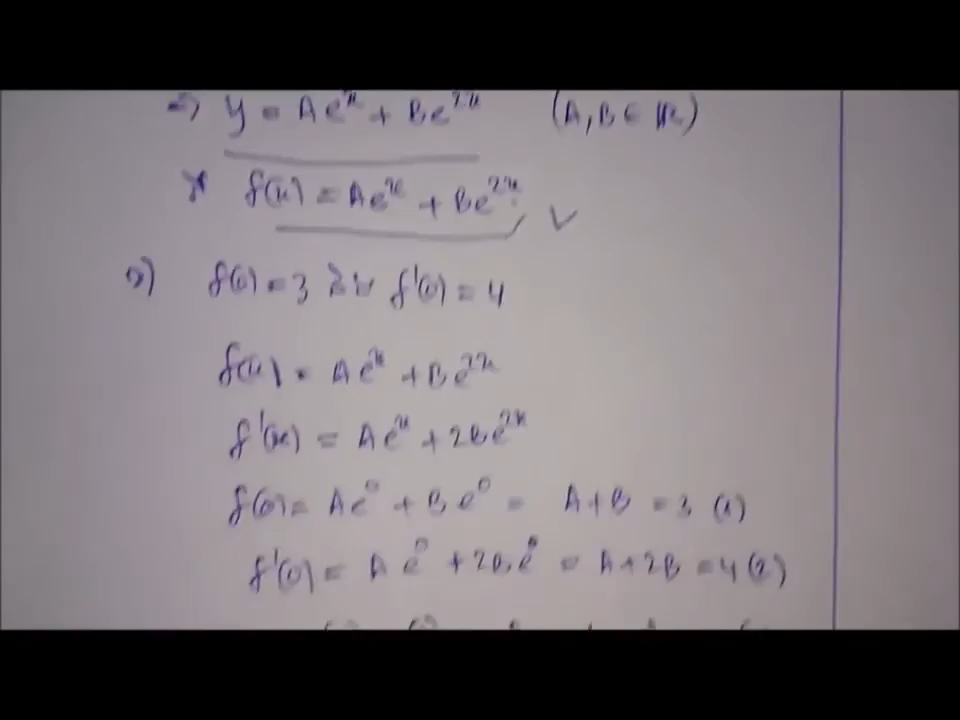 => y = Ae^x + Be^2x (A, B ∈ ℝ)
f(x) = Ae^x + Be^2x
2) f(0) = 3 f'(0) = 4
f(x) = Ae^x + Be^2x
f'(x) = Ae^x + 2Be^2x
f(0) = Ae^0 + Be^0 = A+B = 3 (1)
f'(0) = Ae^0 + 2Be^0 = A+2B = 4 (2)